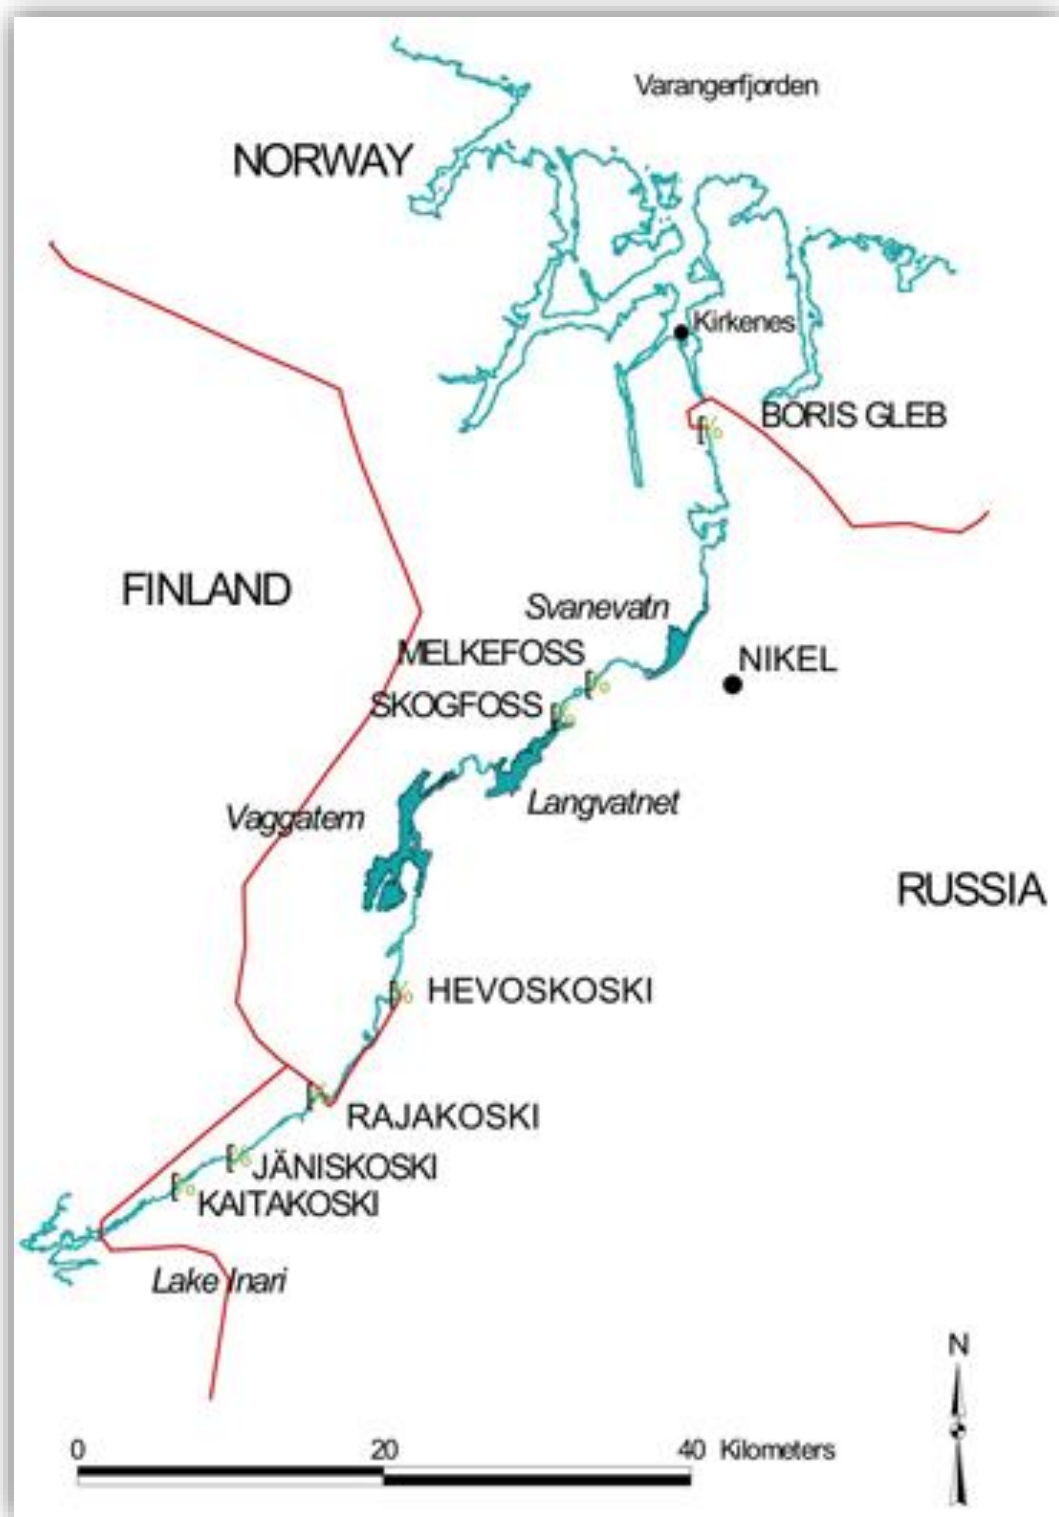 Varangerfjorden
NORWAY
Kirkenes
BORIS GLEB
FINLAND
Svanevatn
MELKEFOSS
NIKEL
SKOGFOSS
Langvatnet
Vaggatem
RUSSIA
HEVOSKOSKI
RAJAKOSKI
JÄNISKOSKI
KAITAKOSKI
Lake Inari
N
0 20 40 Kilometers